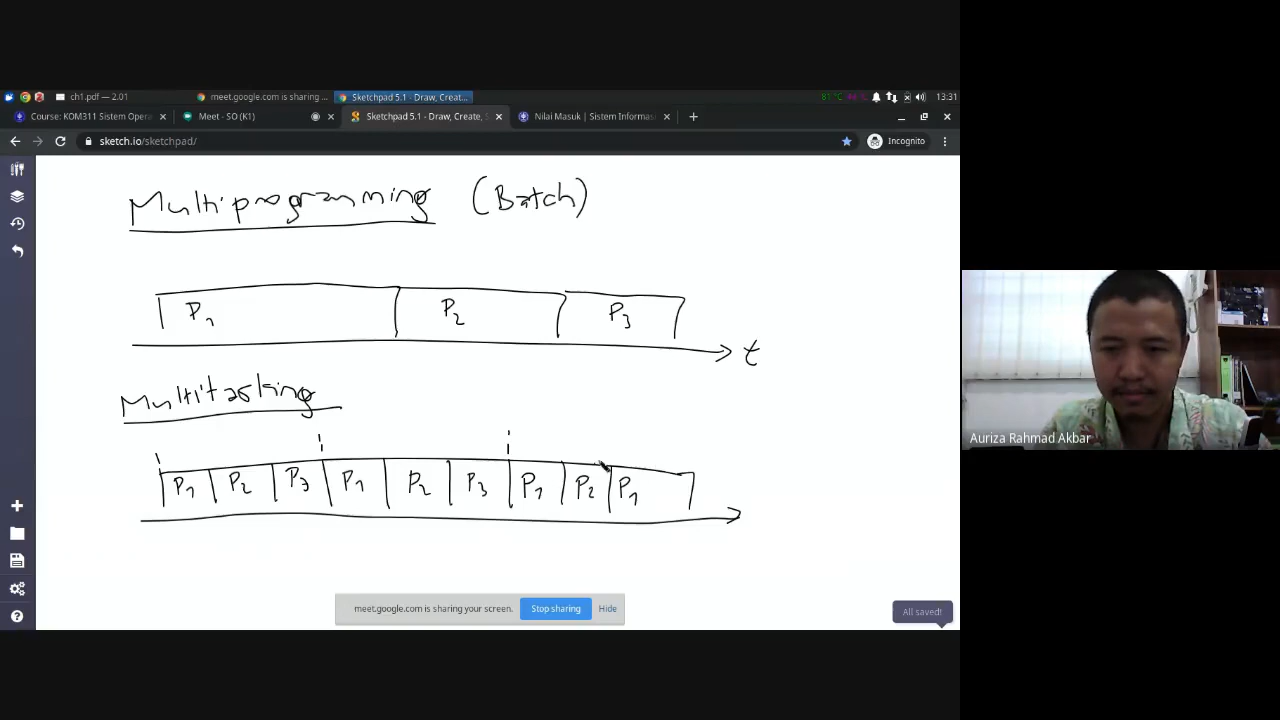 ch1.pdf — 2.01
meet.google.com is sharing ...
Sketchpad 5.1 - Draw, Creat...
13:31
Course: KOM311 Sistem Opera
Meet - SO (K1)
Sketchpad 5.1 - Draw, Create, S
Nilai Masuk | Sistem Informas
sketch.io/sketchpad/
Incognito
Multiprogramming (Batch)
P1 P2 P3
t
Multitasking
P1 P2 P3 P1 P2 P3 P1 P2 P1
Auriza Rahmad Akbar
meet.google.com is sharing your screen. Stop sharing Hide
All saved!